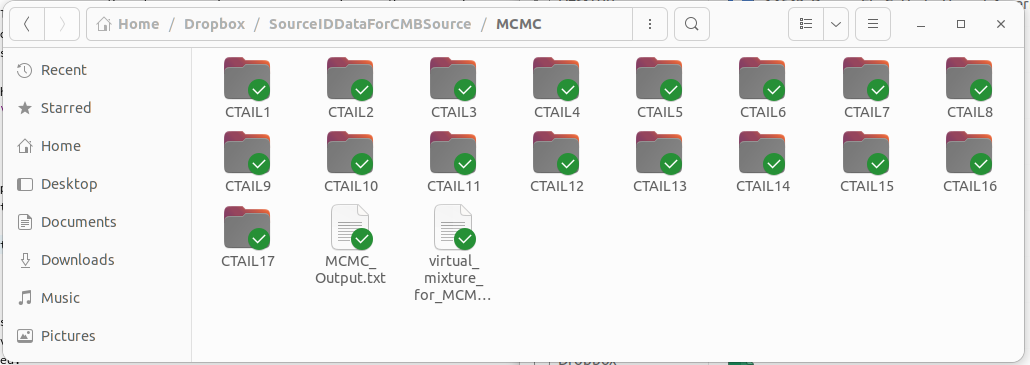 Home / Dropbox / SourceIDDataForCMBSource / MCMC
Recent
Starred
Home
Desktop
Documents
Downloads
Music
Pictures
CTAIL1 CTAIL2 CTAIL3 CTAIL4 CTAIL5 CTAIL6 CTAIL7 CTAIL8
CTAIL9 CTAIL10 CTAIL11 CTAIL12 CTAIL13 CTAIL14 CTAIL15 CTAIL16
CTAIL17
MCMC_
Output.txt
virtual_
mixture_
for_MCM...
ed.